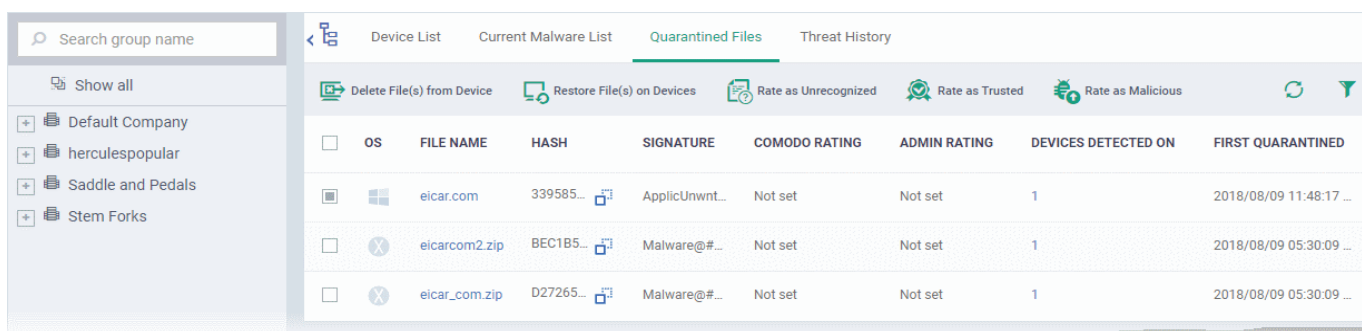 Search group name
Show all
Default Company
herculespopular
Saddle and Pedals
Stem Forks
Device List Current Malware List Quarantined Files Threat History
Delete File(s) from Device Restore File(s) on Devices Rate as Unrecognized Rate as Trusted Rate as Malicious
OS FILE NAME HASH SIGNATURE COMODO RATING ADMIN RATING DEVICES DETECTED ON FIRST QUARANTINED
eicar.com 339585... ApplicUnwnt... Not set Not set 1 2018/08/09 11:48:17 ...
eicarcom2.zip BEC1B5... Malware@#... Not set Not set 1 2018/08/09 05:30:09 ...
eicar_com.zip D27265... Malware@#... Not set Not set 1 2018/08/09 05:30:09 ...